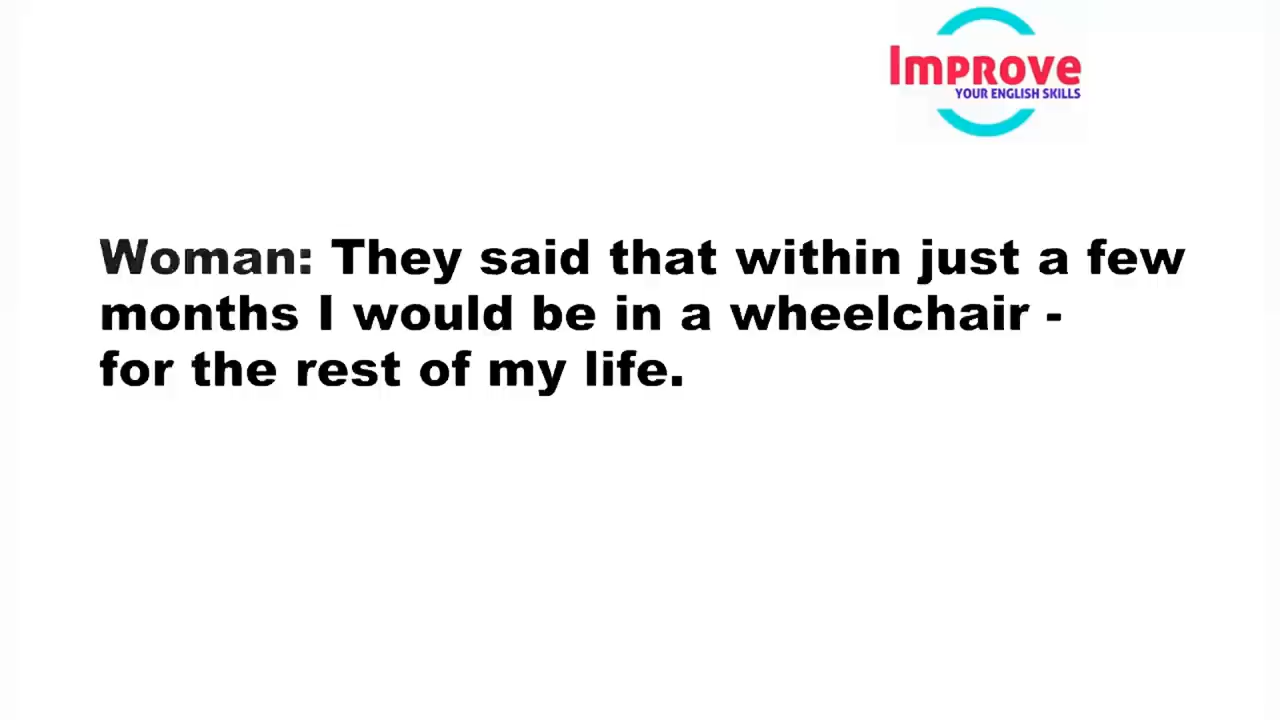 Improve
YOUR ENGLISH SKILLS
Woman: They said that within just a few
months I would be in a wheelchair -
for the rest of my life.